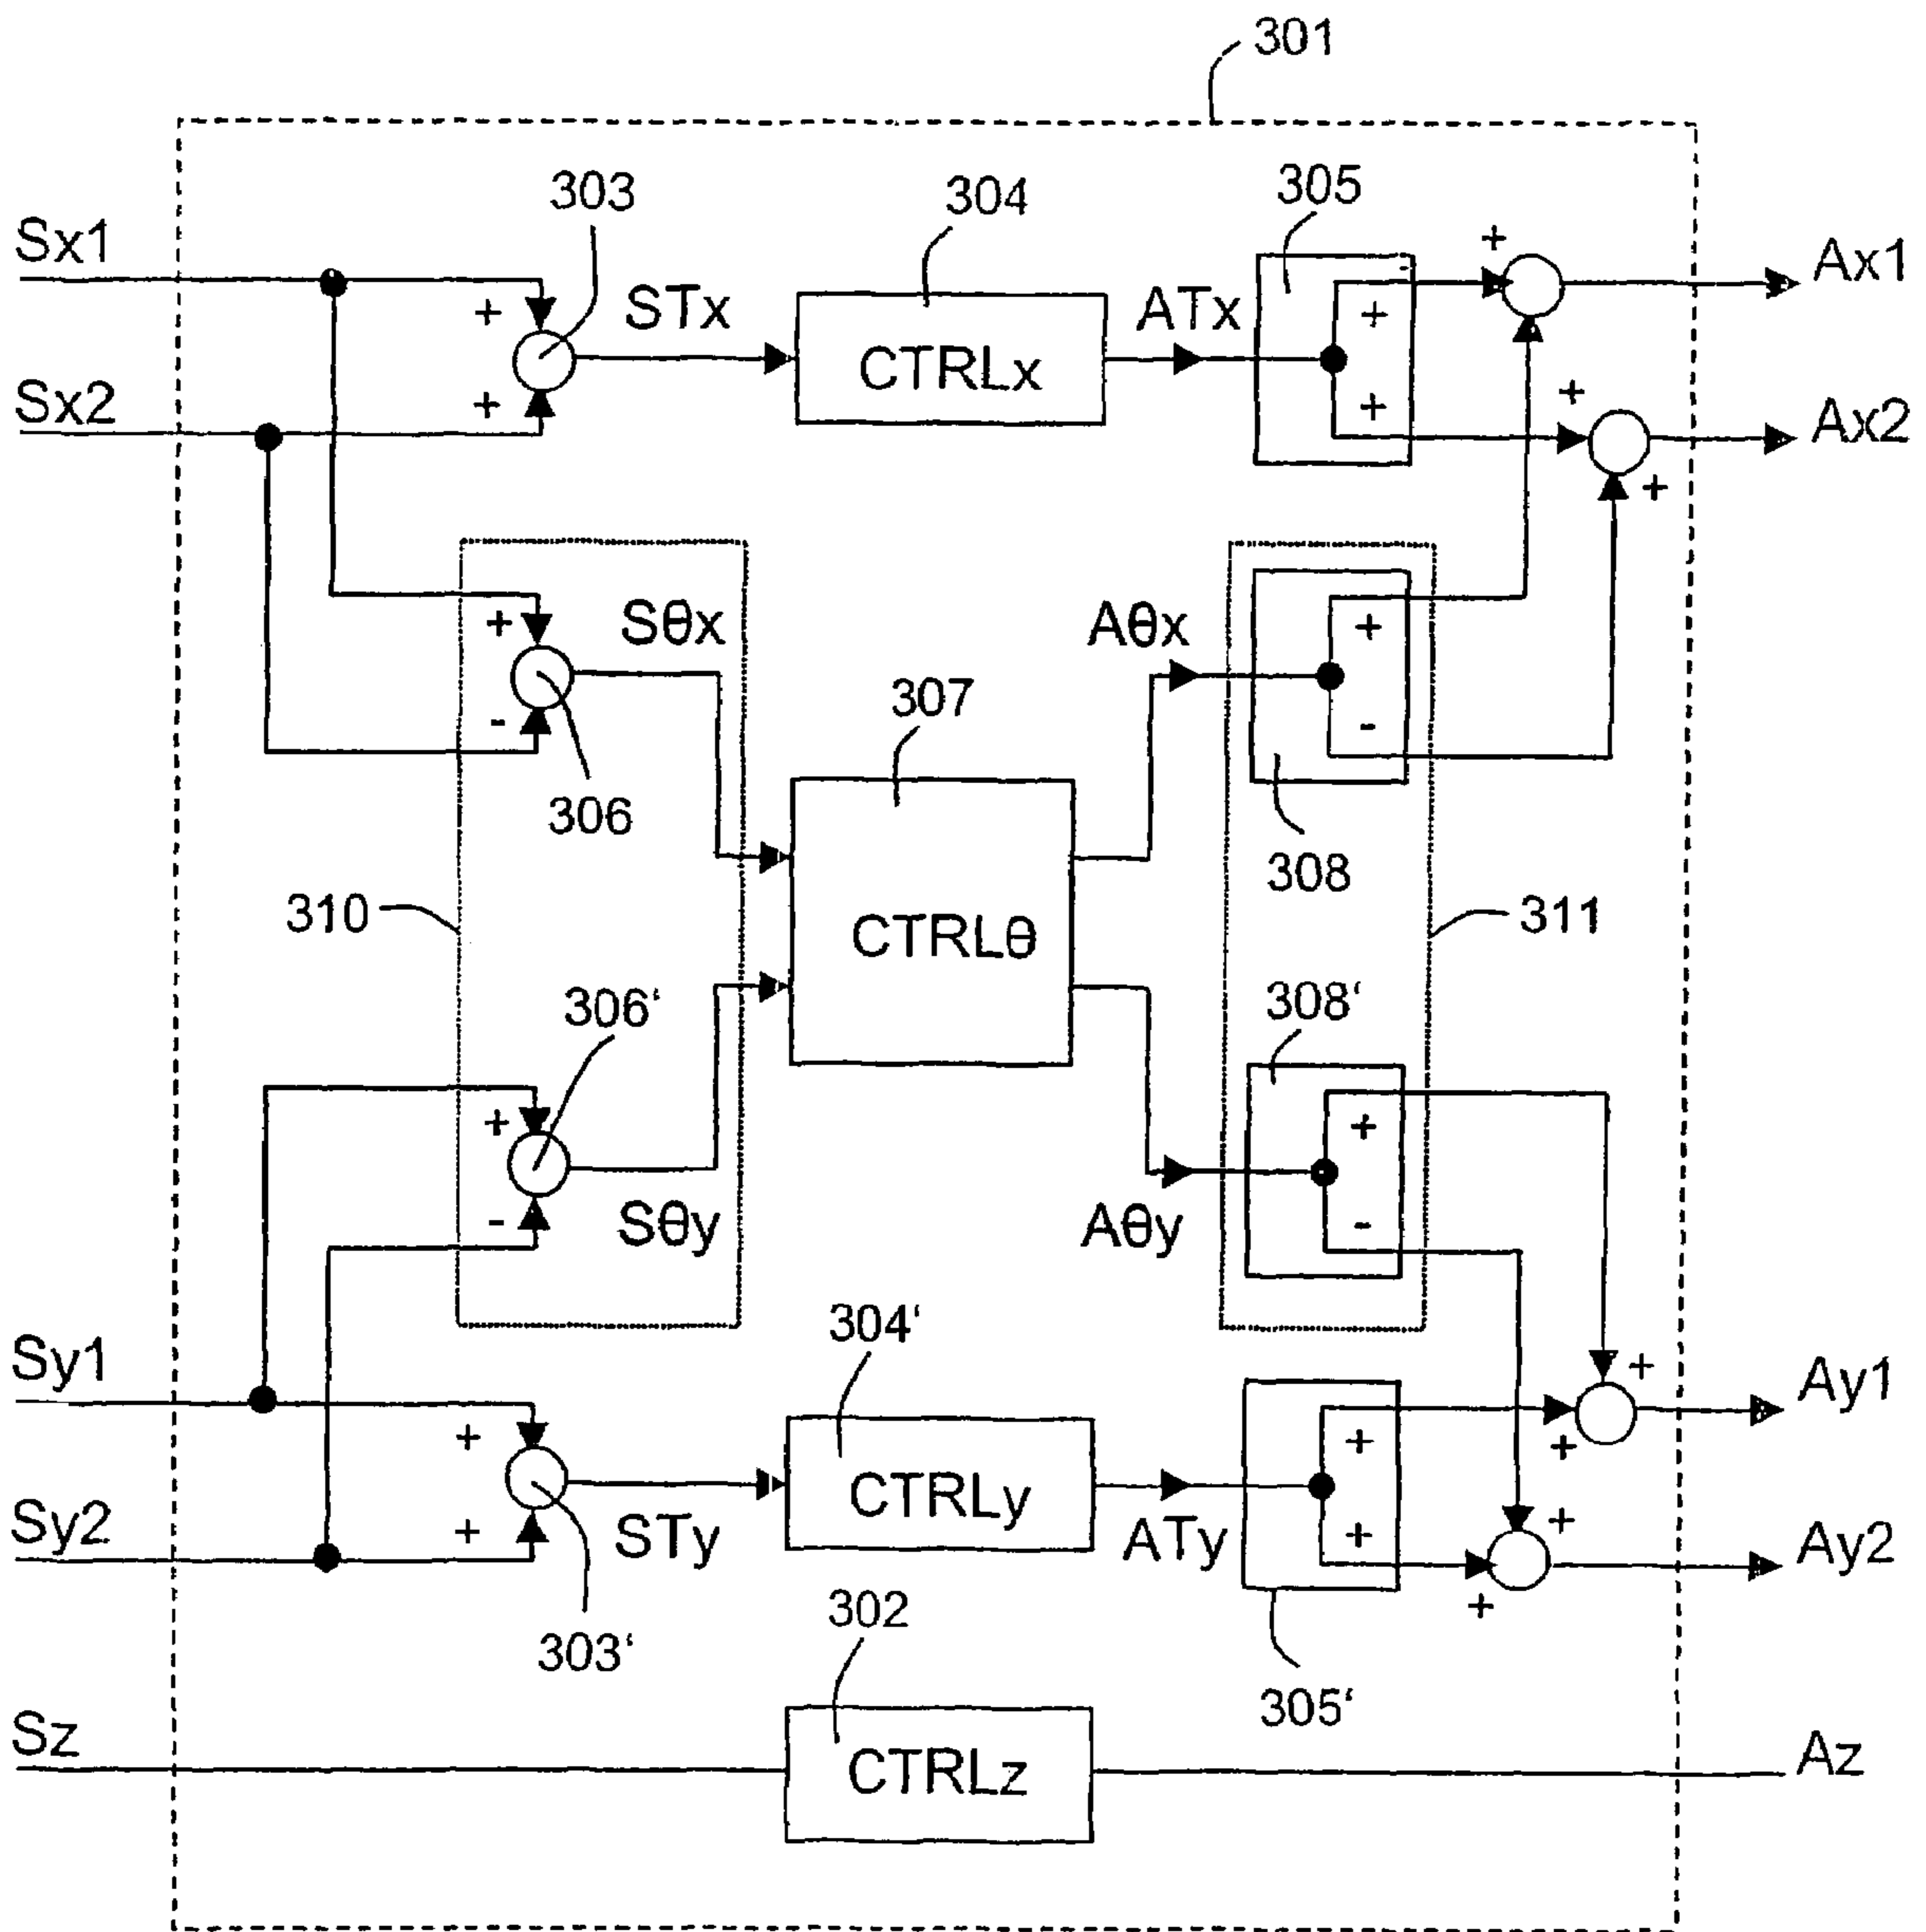 301
303
304
305
Sx1
+
STx
CTRLx
ATx
+
+
Ax1
Sx2
+
+
+
Ax2
+
+
Sθx
Aθx
+
-
306
307
-
308
310
CTRLθ
311
306‘
308‘
+
+
-
Sθy
Aθy
-
304‘
Sy1
+
+
Ay1
+
+
CTRLy
Sy2
+
STy
ATy
+
+
Ay2
+
303‘
302
305‘
Sz
CTRLz
Az